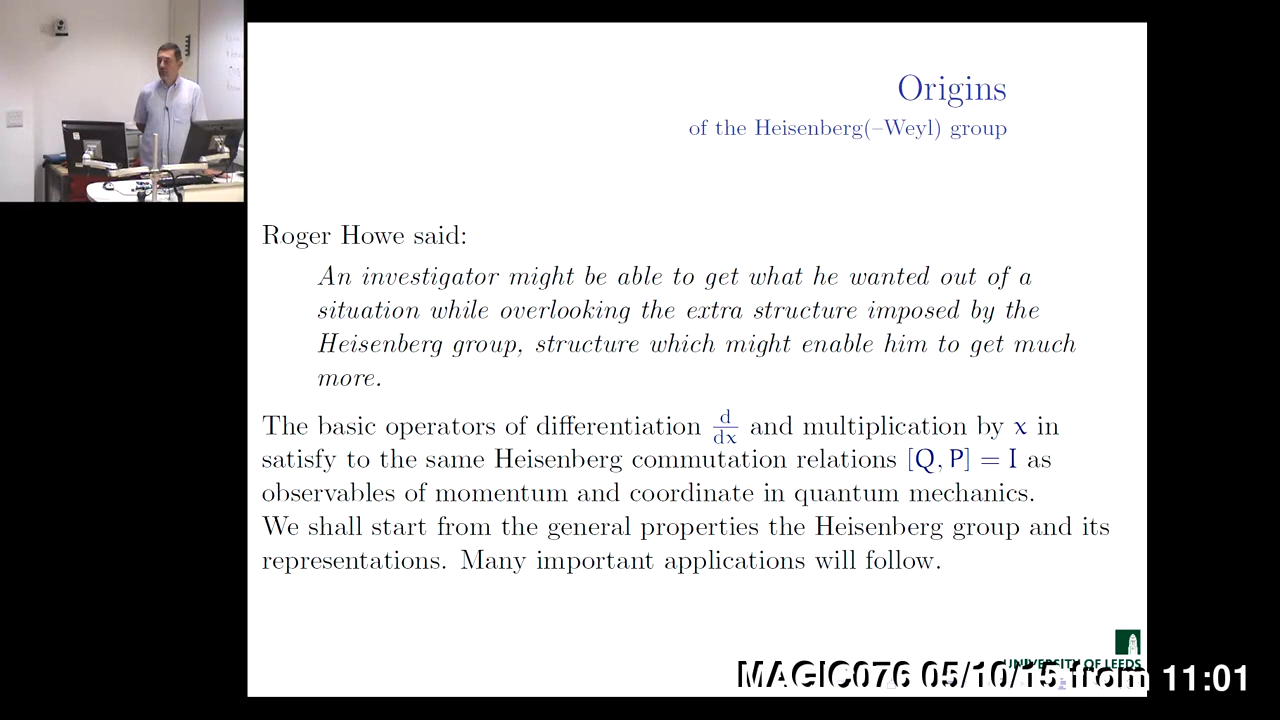 Origins
of the Heisenberg(–Weyl) group
Roger Howe said:
An investigator might be able to get what he wanted out of a
situation while overlooking the extra structure imposed by the
Heisenberg group, structure which might enable him to get much
more.
The basic operators of differentiation d/dx and multiplication by x in
satisfy to the same Heisenberg commutation relations [Q, P] = I as
observables of momentum and coordinate in quantum mechanics.
We shall start from the general properties the Heisenberg group and its
representations. Many important applications will follow.
UNIVERSITY OF LEEDS
MAGIC076 05/10/15 from 11:01